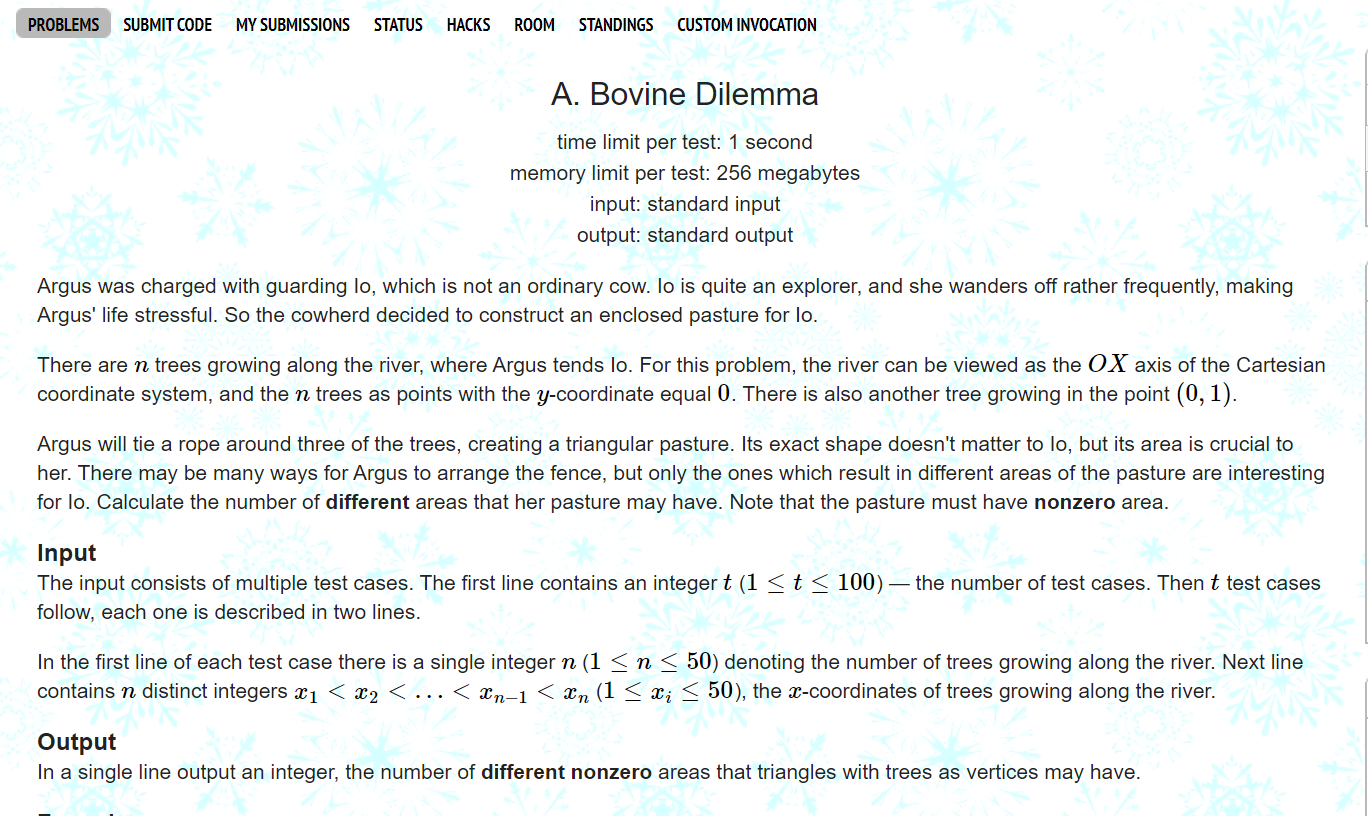 PROBLEMS SUBMIT CODE MY SUBMISSIONS STATUS HACKS ROOM STANDINGS CUSTOM INVOCATION
A. Bovine Dilemma
time limit per test: 1 second
memory limit per test: 256 megabytes
input: standard input
output: standard output
Argus was charged with guarding Io, which is not an ordinary cow. Io is quite an explorer, and she wanders off rather frequently, making
Argus' life stressful. So the cowherd decided to construct an enclosed pasture for Io.
There are n trees growing along the river, where Argus tends Io. For this problem, the river can be viewed as the OX axis of the Cartesian
coordinate system, and the n trees as points with the y-coordinate equal 0. There is also another tree growing in the point (0, 1).
Argus will tie a rope around three of the trees, creating a triangular pasture. Its exact shape doesn't matter to Io, but its area is crucial to
her. There may be many ways for Argus to arrange the fence, but only the ones which result in different areas of the pasture are interesting
for Io. Calculate the number of different areas that her pasture may have. Note that the pasture must have nonzero area.
Input
The input consists of multiple test cases. The first line contains an integer t (1 ≤ t ≤ 100) — the number of test cases. Then t test cases
follow, each one is described in two lines.
In the first line of each test case there is a single integer n (1 ≤ n ≤ 50) denoting the number of trees growing along the river. Next line
contains n distinct integers x₁ < x₂ < … < xₙ₋₁ < xₙ (1 ≤ xᵢ ≤ 50), the x-coordinates of trees growing along the river.
Output
In a single line output an integer, the number of different nonzero areas that triangles with trees as vertices may have.